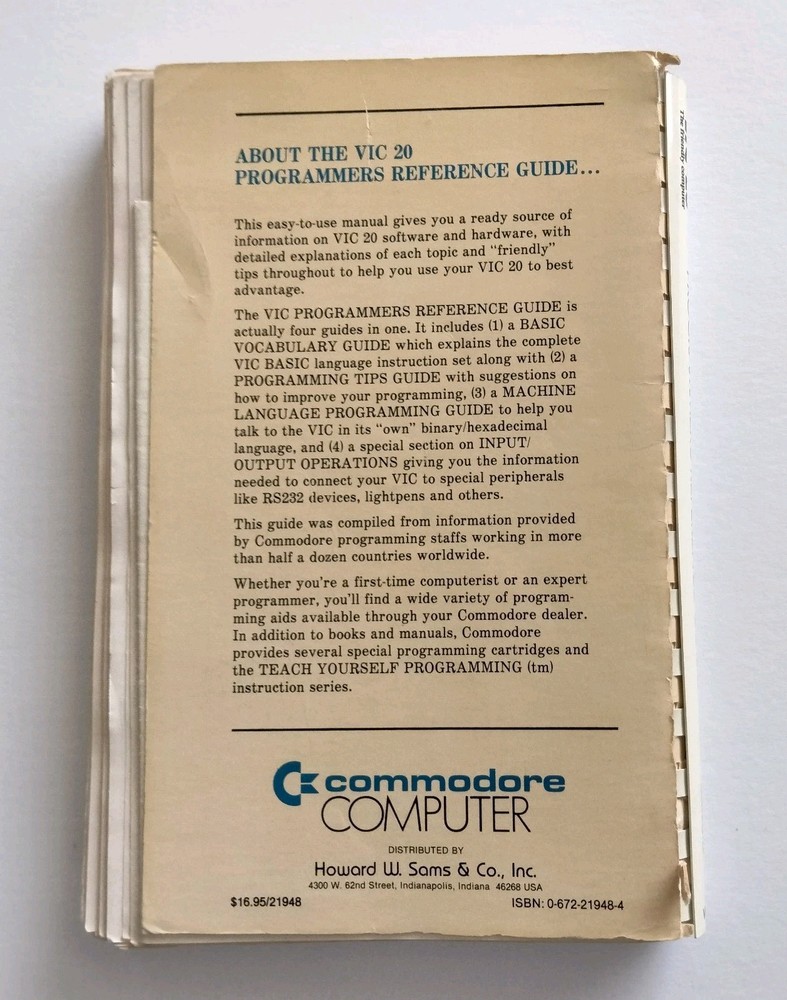 ABOUT THE VIC 20
PROGRAMMERS REFERENCE GUIDE...
This easy-to-use manual gives you a ready source of
information on VIC 20 software and hardware, with
detailed explanations of each topic and "friendly"
tips throughout to help you use your VIC 20 to best
advantage.
The VIC PROGRAMMERS REFERENCE GUIDE is
actually four guides in one. It includes (1) a BASIC
VOCABULARY GUIDE which explains the complete
VIC BASIC language instruction set along with (2) a
PROGRAMMING TIPS GUIDE with suggestions on
how to improve your programming, (3) a MACHINE
LANGUAGE PROGRAMMING GUIDE to help you
talk to the VIC in its "own" binary/hexadecimal
language, and (4) a special section on INPUT/
OUTPUT OPERATIONS giving you the information
needed to connect your VIC to special peripherals
like RS232 devices, lightpens and others.
This guide was compiled from information provided
by Commodore programming staffs working in more
than half a dozen countries worldwide.
Whether you're a first-time computerist or an expert
programmer, you'll find a wide variety of program-
ming aids available through your Commodore dealer.
In addition to books and manuals, Commodore
provides several special programming cartridges and
the TEACH YOURSELF PROGRAMMING (tm)
instruction series.
commodore
COMPUTER
DISTRIBUTED BY
Howard W. Sams & Co., Inc.
4300 W. 62nd Street, Indianapolis, Indiana 46268 USA
$16.95/21948
ISBN: 0-672-21948-4
The friendly computer